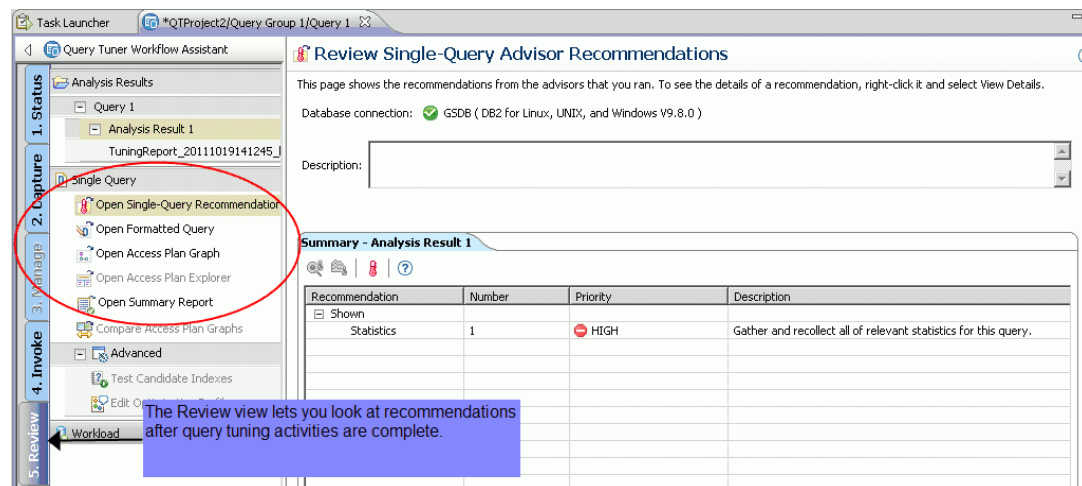 Task Launcher
*QTProject2/Query Group 1/Query 1
Query Tuner Workflow Assistant
1. Status
2. Capture
3. Manage
4. Invoke
5. Review
Analysis Results
Query 1
Analysis Result 1
TuningReport_20111019141245_
Single Query
Open Single-Query Recommendation
Open Formatted Query
Open Access Plan Graph
Open Access Plan Explorer
Open Summary Report
Compare Access Plan Graphs
Advanced
Test Candidate Indexes
Edit
Workload
Review Single-Query Advisor Recommendations
This page shows the recommendations from the advisors that you ran. To see the details of a recommendation, right-click it and select View Details.
Database connection: GSDB ( DB2 for Linux, UNIX, and Windows V9.8.0 )
Description:
Summary - Analysis Result 1
Recommendation Number Priority Description
Shown
Statistics 1 HIGH Gather and recollect all of relevant statistics for this query.
The Review view lets you look at recommendations
after query tuning activities are complete.